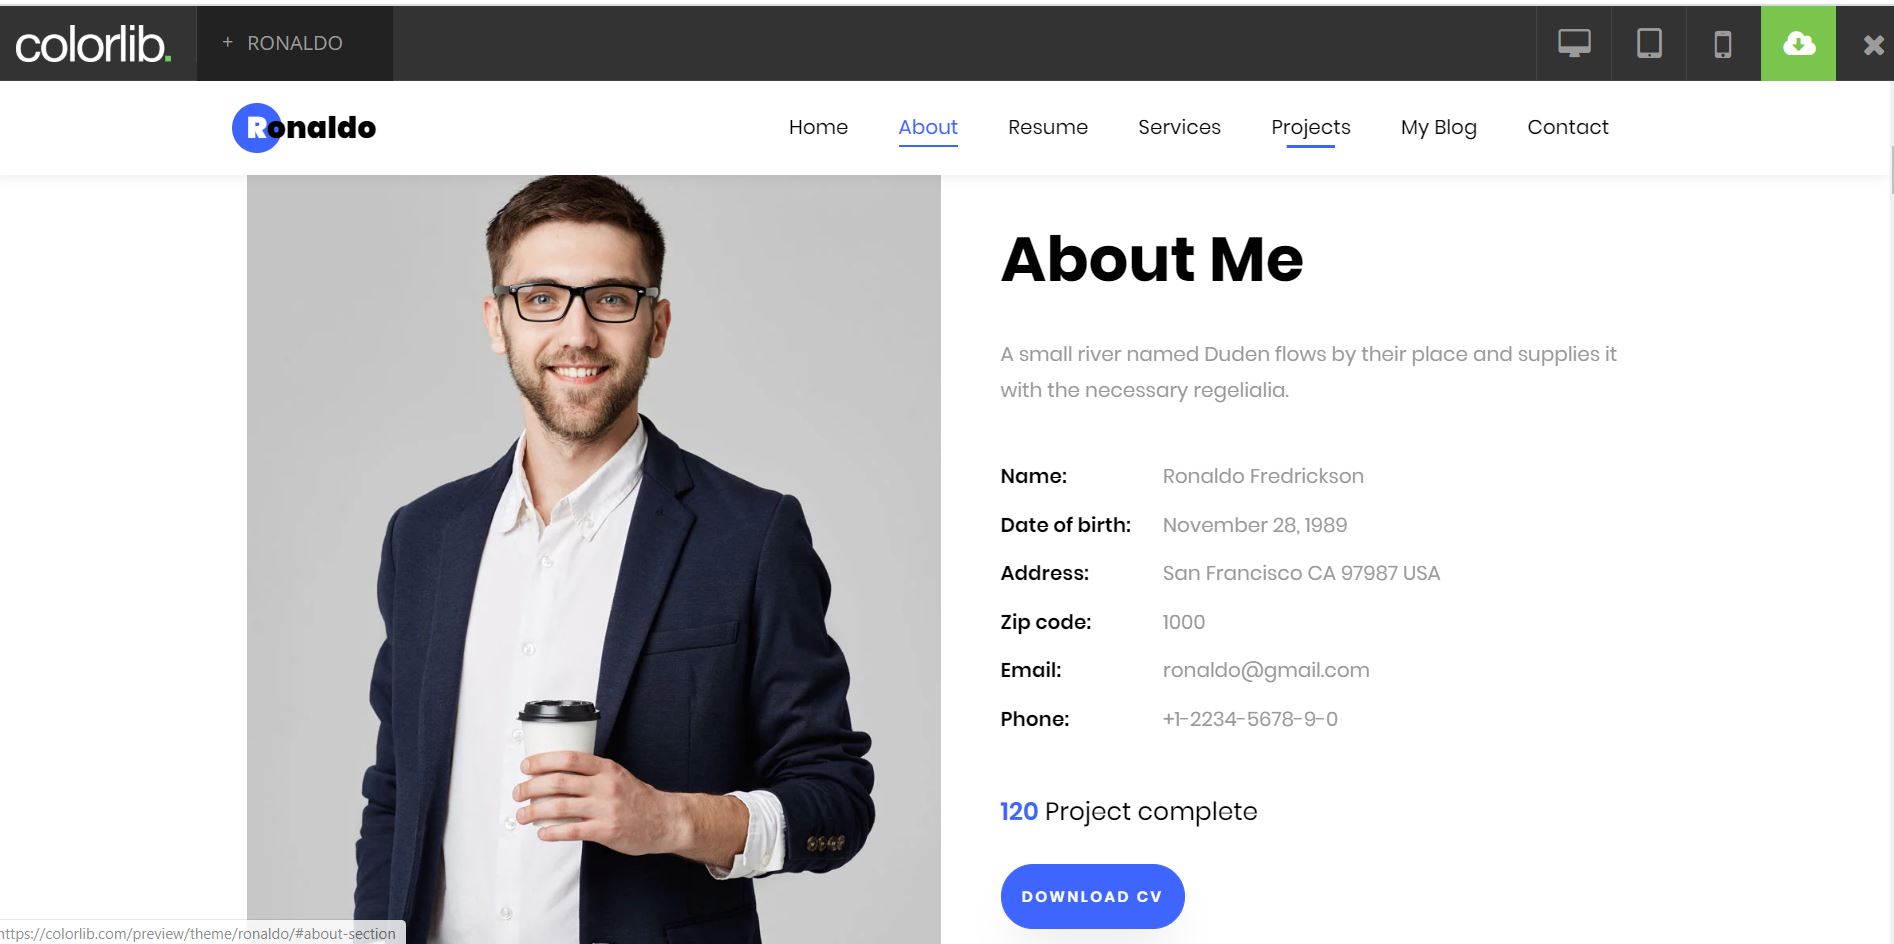 colorlib.
+ RONALDO
Ronaldo
Home About Resume Services Projects My Blog Contact
About Me
A small river named Duden flows by their place and supplies it
with the necessary regelialia.
Name: Ronaldo Fredrickson
Date of birth: November 28, 1989
Address: San Francisco CA 97987 USA
Zip code: 1000
Email: ronaldo@gmail.com
Phone: +1-2234-5678-9-0
120 Project complete
DOWNLOAD CV
https://colorlib.com/preview/theme/ronaldo/#about-section